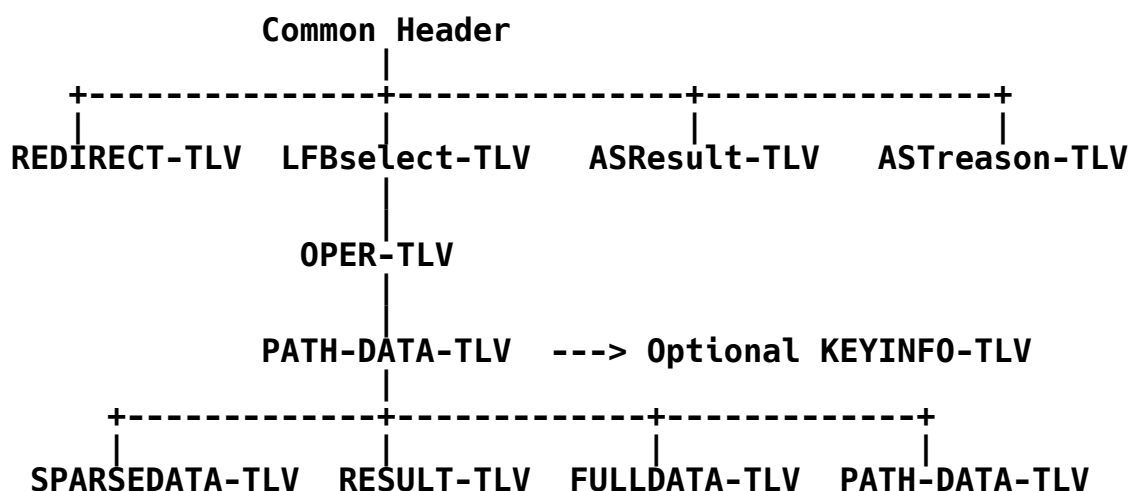 Common Header
REDIRECT-TLV LFBselect-TLV ASResult-TLV ASTreason-TLV
OPER-TLV
PATH-DATA-TLV ---> Optional KEYINFO-TLV
SPARSEDATA-TLV RESULT-TLV FULLDATA-TLV PATH-DATA-TLV